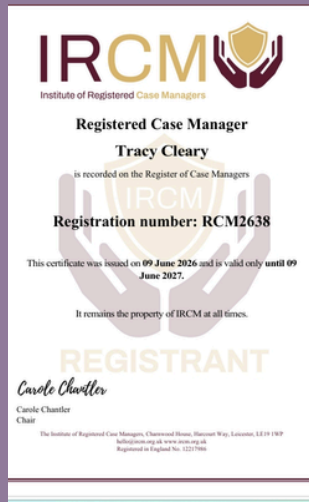 IRCM
Institute of Registered Case Managers
Registered Case Manager
Tracy Cleary
is recorded on the Register of Case Managers
IRCM
Registration number: RCM2638
This certificate was issued on 09 June 2026 and is valid only until 09
June 2027.
It remains the property of IRCM at all times.
REGISTRANT
Carole Chantler
Carole Chantler
Chair
The Institute of Registered Case Managers, Charnwood House, Harcourt Way, Leicester, LE19 1WP
hello@ircm.org.uk www.ircm.org.uk
Registered in England No. 12217986